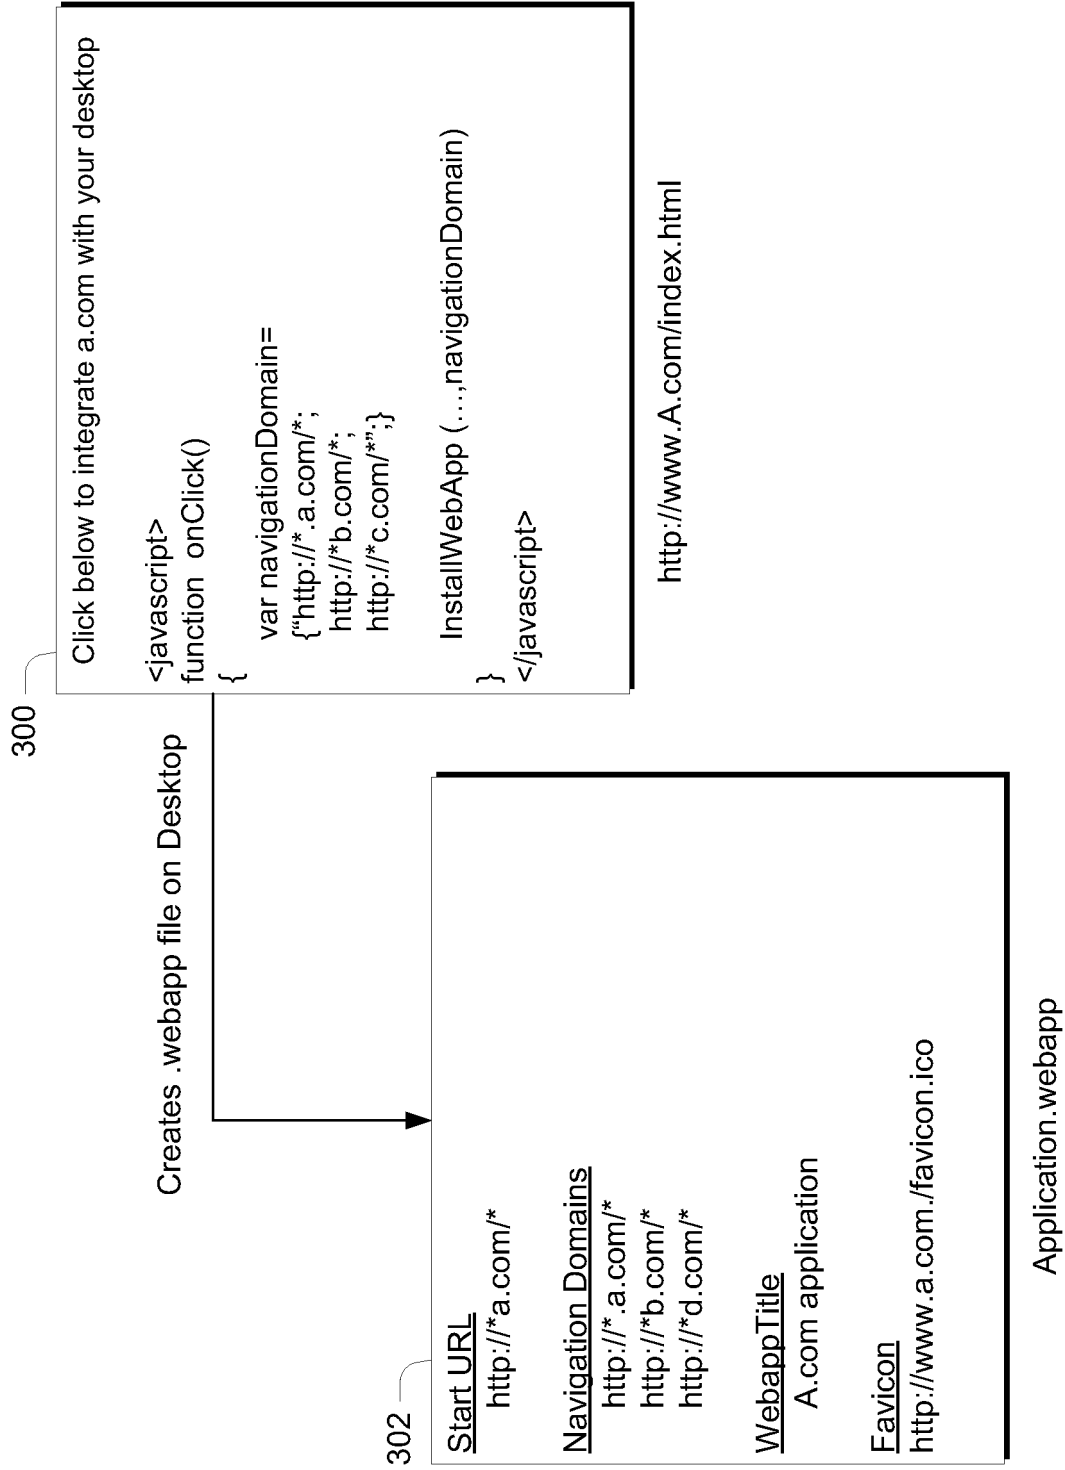 300
Click below to integrate a.com with your desktop
<javascript>
function onClick()
{
var navigationDomain=
{“http://*.a.com/*;
http://*b.com/*;
http://*c.com/*”;}
InstallWebApp (…,navigationDomain)
}
</javascript>
http://www.A.com/index.html
Creates .webapp file on Desktop
302
Start URL
http://*a.com/*
Navigation Domains
http://*.a.com/*
http://*b.com/*
http://*d.com/*
WebappTitle
A.com application
Favicon
http://www.a.com./favicon.ico
Application.webapp